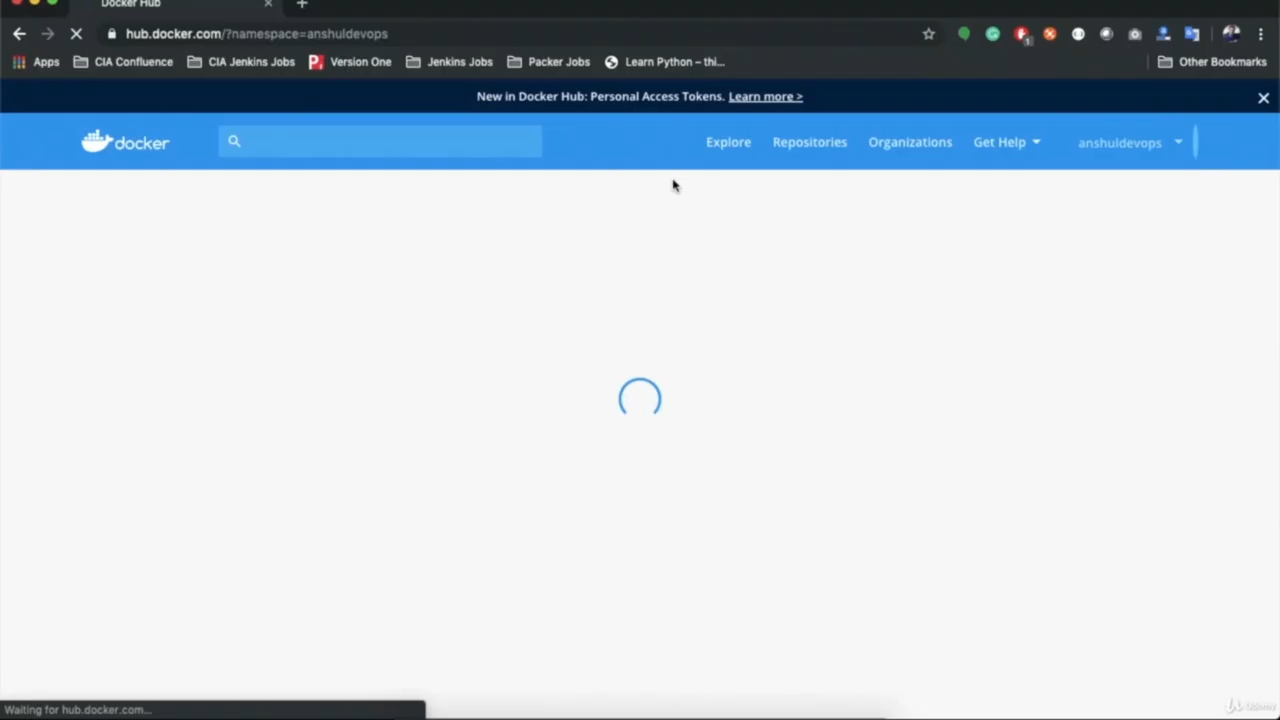 Docker Hub
hub.docker.com/?namespace=anshuldevops
1
Apps CIA Confluence CIA Jenkins Jobs Version One Jenkins Jobs Packer Jobs Learn Python – thi... Other Bookmarks
New in Docker Hub: Personal Access Tokens. Learn more >
docker Explore Repositories Organizations Get Help anshuldevops
Waiting for hub.docker.com...
Udemy